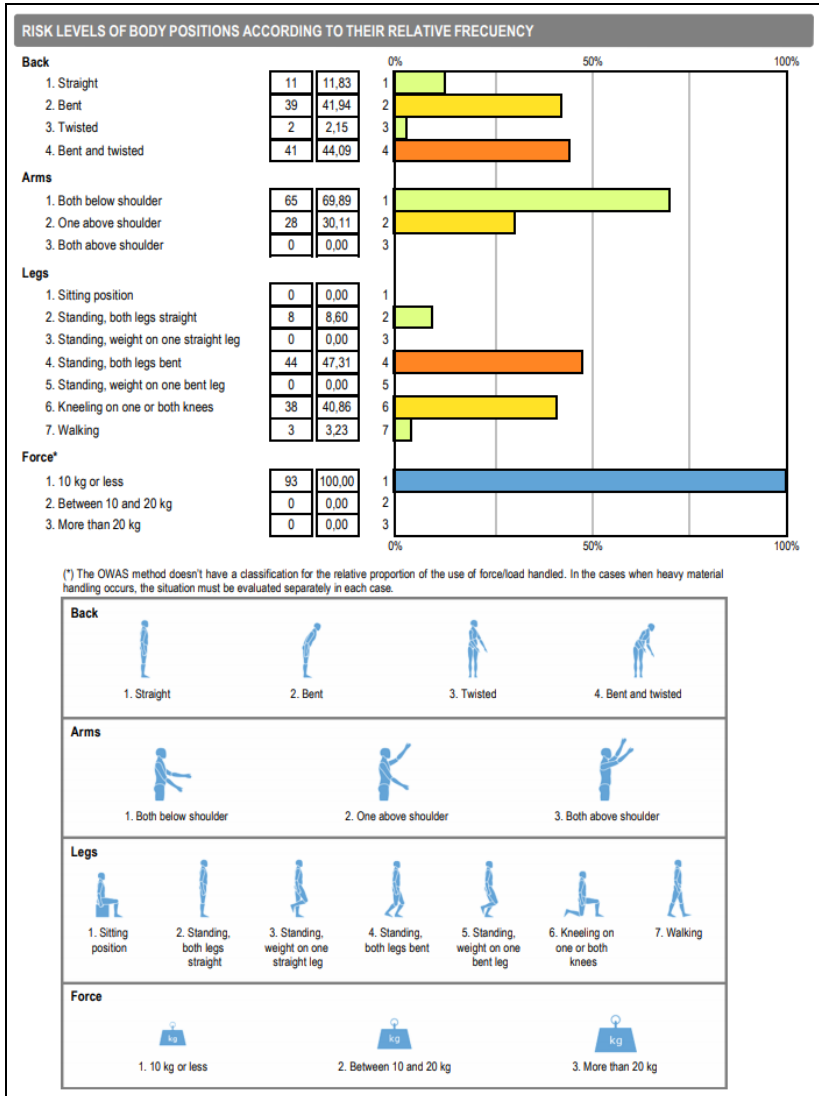 RISK LEVELS OF BODY POSITIONS ACCORDING TO THEIR RELATIVE FRECUENCY
Back 0% 50% 100%
1. Straight 11 11,83 1
2. Bent 39 41,94 2
3. Twisted 2 2,15 3
4. Bent and twisted 41 44,09 4
Arms
1. Both below shoulder 65 69,89 1
2. One above shoulder 28 30,11 2
3. Both above shoulder 0 0,00 3
Legs
1. Sitting position 0 0,00 1
2. Standing, both legs straight 8 8,60 2
3. Standing, weight on one straight leg 0 0,00 3
4. Standing, both legs bent 44 47,31 4
5. Standing, weight on one bent leg 0 0,00 5
6. Kneeling on one or both knees 38 40,86 6
7. Walking 3 3,23 7
Force*
1. 10 kg or less 93 100,00 1
2. Between 10 and 20 kg 0 0,00 2
3. More than 20 kg 0 0,00 3
0% 50% 100%
(*) The OWAS method doesn't have a classification for the relative proportion of the use of force/load handled. In the cases when heavy material
handling occurs, the situation must be evaluated separately in each case.
Back
1. Straight 2. Bent 3. Twisted 4. Bent and twisted
Arms
1. Both below shoulder 2. One above shoulder 3. Both above shoulder
Legs
1. Sitting 2. Standing, 3. Standing, 4. Standing, 5. Standing, 6. Kneeling on 7. Walking
position both legs weight on one both legs bent weight on one one or both
straight straight leg bent leg knees
Force
kg kg kg
1. 10 kg or less 2. Between 10 and 20 kg 3. More than 20 kg